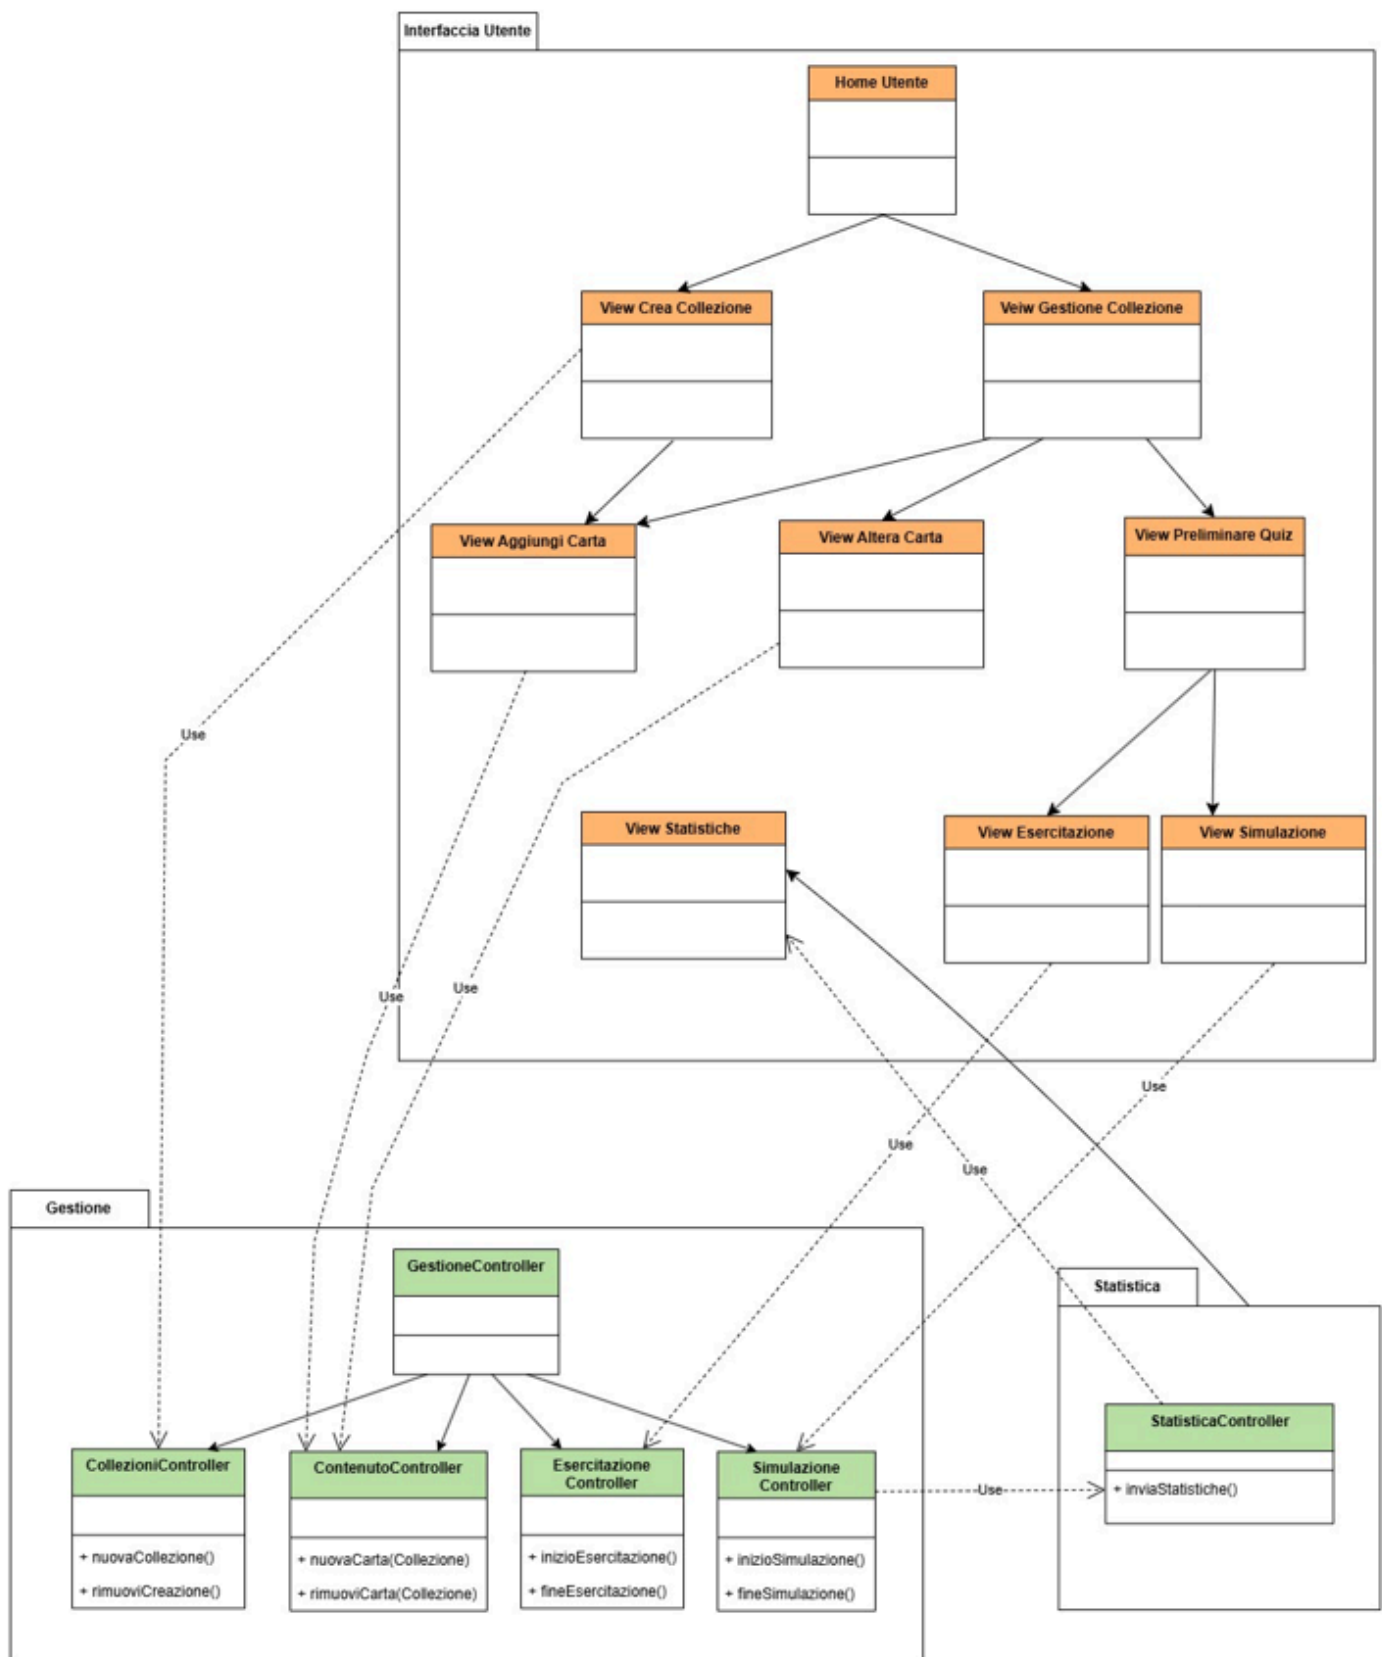 Interfaccia Utente
Home Utente
View Crea Collezione
Veiw Gestione Collezione
View Aggiungi Carta
View Altera Carta
View Preliminare Quiz
Use
View Statistiche
View Esercitazione
View Simulazione
Use
Use
Use
Use
Use
Gestione
GestioneController
Statistica
StatisticaController
+ inviaStatistiche()
CollezioniController
ContenutoController
Esercitazione
Controller
Simulazione
Controller
Use
+ nuovaCollezione()
+ rimuoviCreazione()
+ nuovaCarta(Collezione)
+ rimuoviCarta(Collezione)
+ inizioEsercitazione()
+ fineEsercitazione()
+ inizioSimulazione()
+ fineSimulazione()